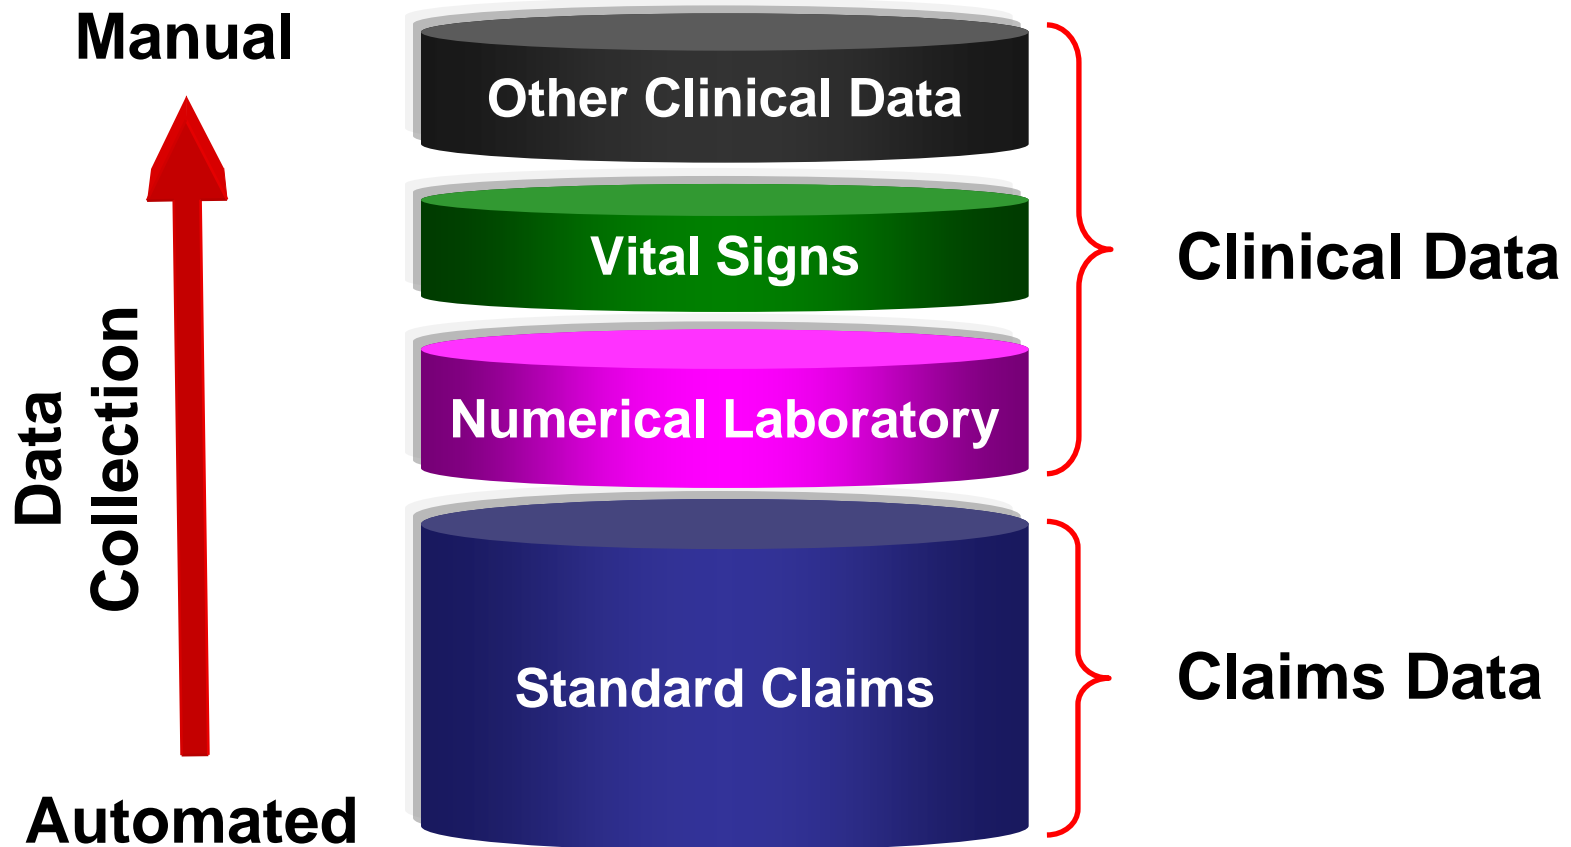 Manual
Other Clinical Data
Vital Signs
Clinical Data
Data
Collection
Numerical Laboratory
Standard Claims
Claims Data
Automated